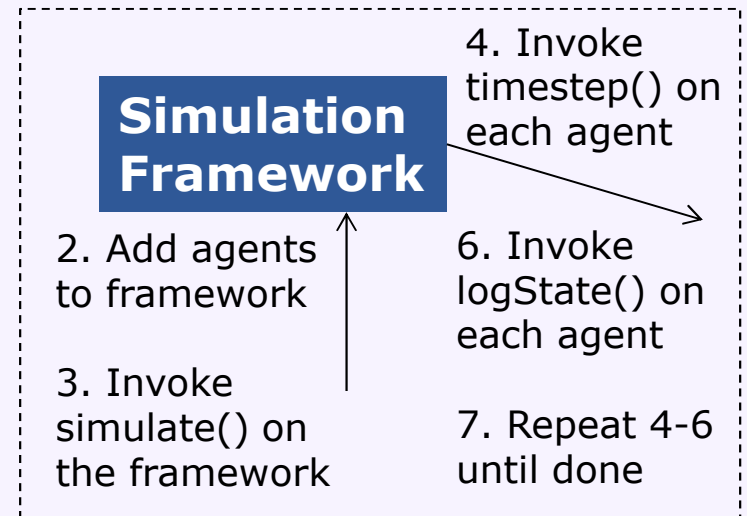 4. Invoke
timestep() on
each agent
Simulation
Framework
2. Add agents
to framework
3. Invoke
simulate() on
the framework
6. Invoke
logState() on
each agent
7. Repeat 4-6
until done